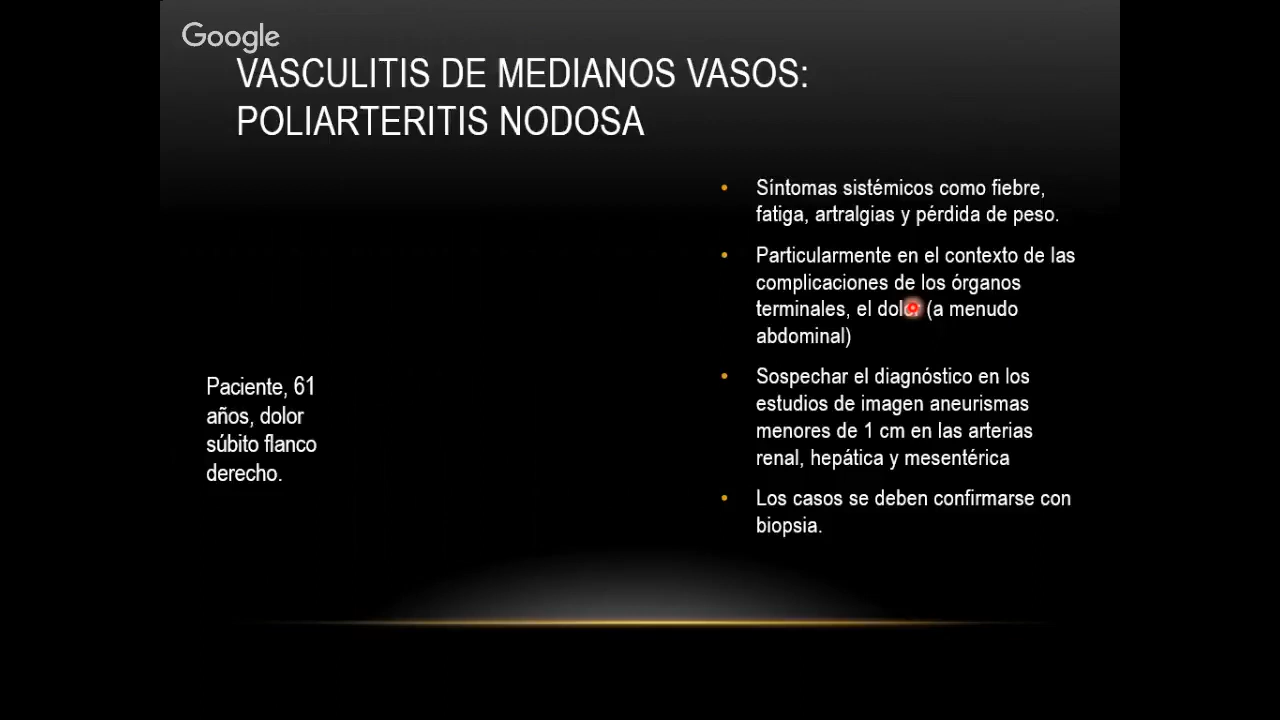 Google
VASCULITIS DE MEDIANOS VASOS:
POLIARTERITIS NODOSA
Síntomas sistémicos como fiebre,
fatiga, artralgias y pérdida de peso.
Particularmente en el contexto de las
complicaciones de los órganos
terminales, el dolor (a menudo
abdominal)
Sospechar el diagnóstico en los
estudios de imagen aneurismas
menores de 1 cm en las arterias
renal, hepática y mesentérica
Los casos se deben confirmarse con
biopsia.
Paciente, 61
años, dolor
súbito flanco
derecho.